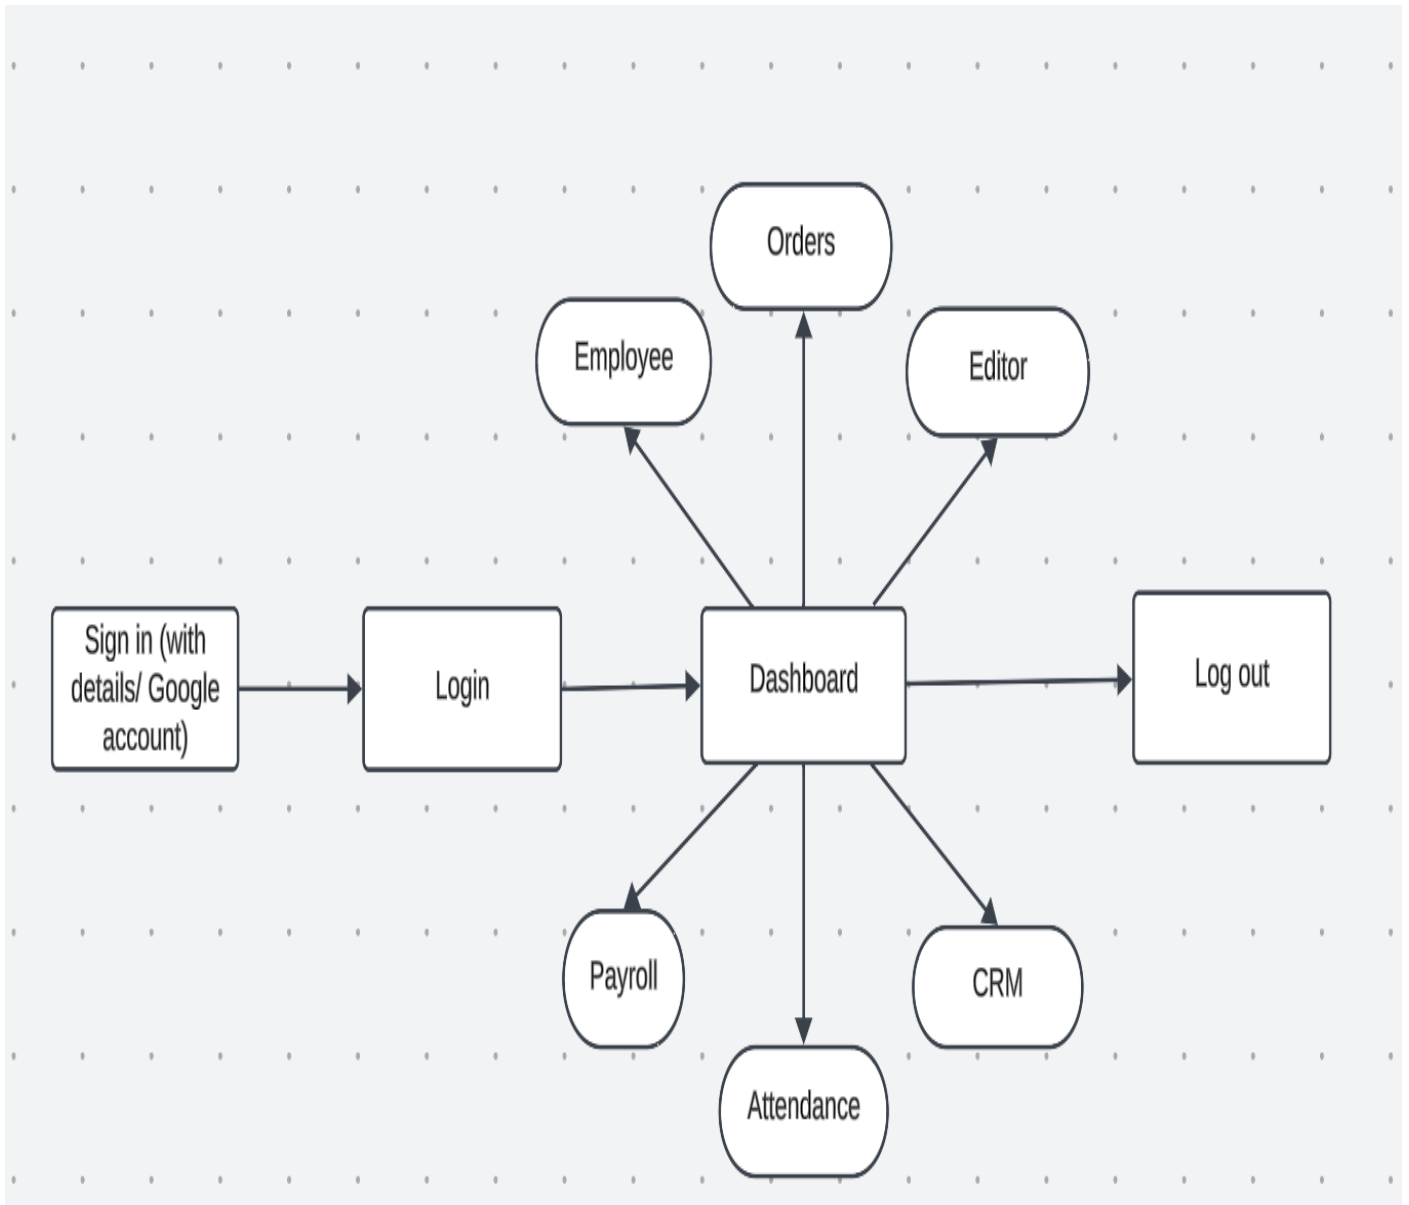 Orders
Employee
Editor
Sign in (with
details/ Google
account)
Login
Dashboard
Log out
Payroll
CRM
Attendance